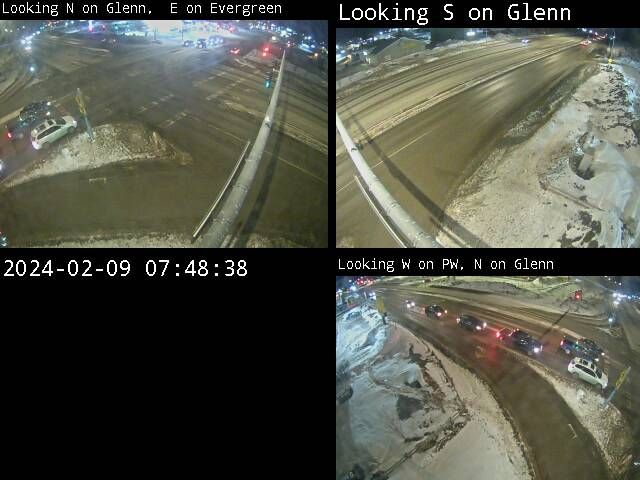 Looking N on Glenn, E on Evergreen
Looking S on Glenn
2024-02-09 07:48:38
Looking W on PW, N on Glenn